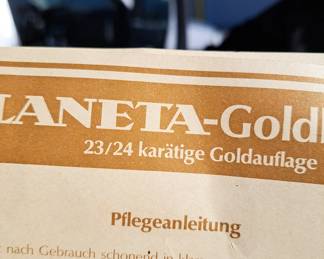 LANETA-Gold
23/24 karätige Goldauflage
Pflegeanleitung
nach Gebrauch schonend in